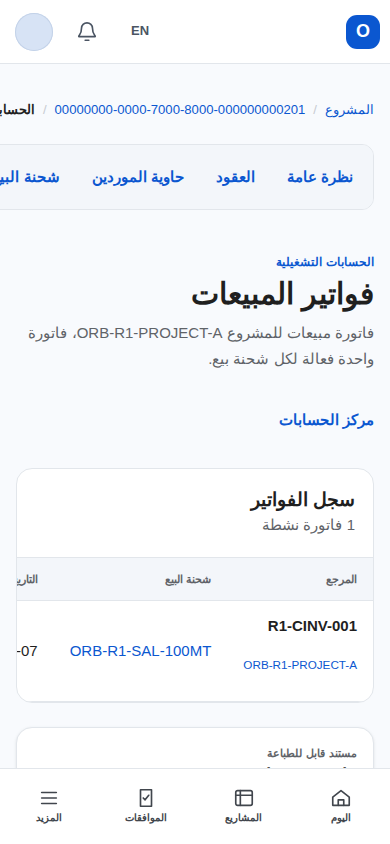 O
EN
المشروع / 00000000-0000-7000-8000-000000000201 /
نظرة عامة
العقود
حاوية الموردين
شحنة
الحسابات التشغيلية
فواتير المبيعات
فاتورة مبيعات للمشروع ORB-R1-PROJECT-A، فاتورة
واحدة فعالة لكل شحنة بيع.
مركز الحسابات
سجل الفواتير
1 فاتورة نشطة
المرجع
شحنة البيع
R1-CINV-001
ORB-R1-PROJECT-A
ORB-R1-SAL-100MT
07-
مستند قابل للطباعة
اليوم
المشاريع
الموافقات
المزيد